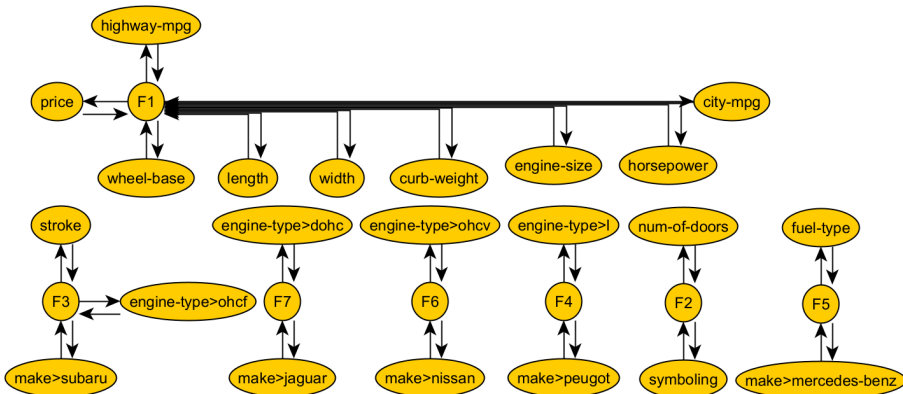 highway-mpg
price
F1
city-mpg
wheel-base
length
width
curb-weight
engine-size
horsepower
stroke
engine-type>dohc
engine-type>ohcv
engine-type>l
num-of-doors
fuel-type
F3
engine-type>ohcf
F7
F6
F4
F2
F5
make>subaru
make>jaguar
make>nissan
make>peugot
symboling
make>mercedes-benz